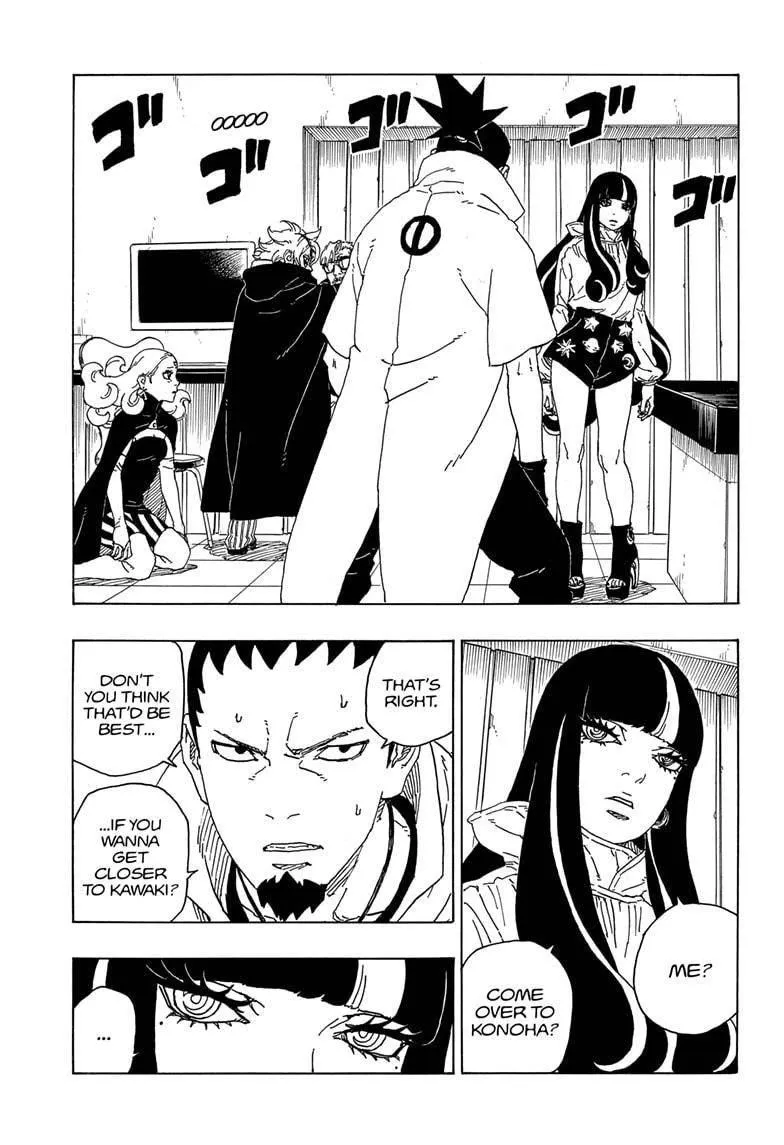 ゴ
ゴ
ゴ
ゴ
ゴ
OOOOO
ME?
COME
OVER TO
KONOHA?
THAT'S
RIGHT.
DON'T
YOU THINK
THAT'D BE
BEST...
...IF YOU
WANNA
GET
CLOSER
TO KAWAKI?
...